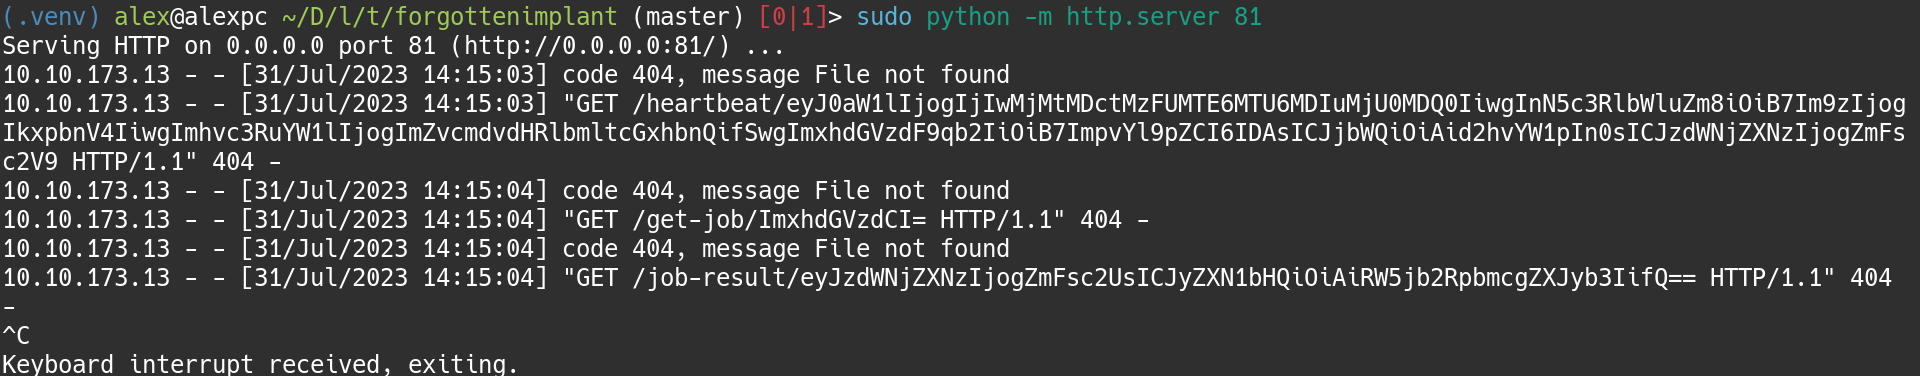 (.venv) alex@alexpc ~/D/l/t/forgottenimplant (master) [0|1]> sudo python -m http.server 81
Serving HTTP on 0.0.0.0 port 81 (http://0.0.0.0:81/) ...
10.10.173.13 - - [31/Jul/2023 14:15:03] code 404, message File not found
10.10.173.13 - - [31/Jul/2023 14:15:03] "GET /heartbeat/eyJ0aW1lIjogIjIwMjMtMDctMzFUMTE6MTU6MDIuMjU0MDQ0IiwgInN5c3RlbWluZm8iOiB7Im9zIjog
IkxpbnV4IiwgImhvc3RuYW1lIjogImZvcmdvdHRlbmltcGxhbnQifSwgImxhdGVzdF9qb2IiOiB7ImpvYl9pZCI6IDAsICJjbWQiOiAid2hvYW1pIn0sICJzdWNjZXNzIjogZmFs
c2V9 HTTP/1.1" 404 -
10.10.173.13 - - [31/Jul/2023 14:15:04] code 404, message File not found
10.10.173.13 - - [31/Jul/2023 14:15:04] "GET /get-job/ImxhdGVzdCI= HTTP/1.1" 404 -
10.10.173.13 - - [31/Jul/2023 14:15:04] code 404, message File not found
10.10.173.13 - - [31/Jul/2023 14:15:04] "GET /job-result/eyJzdWNjZXNzIjogZmFsc2UsICJyZXN1bHQiOiAiRW5jb2RpbmcgZXJyb3IifQ== HTTP/1.1" 404
-
^C
Keyboard interrupt received, exiting.